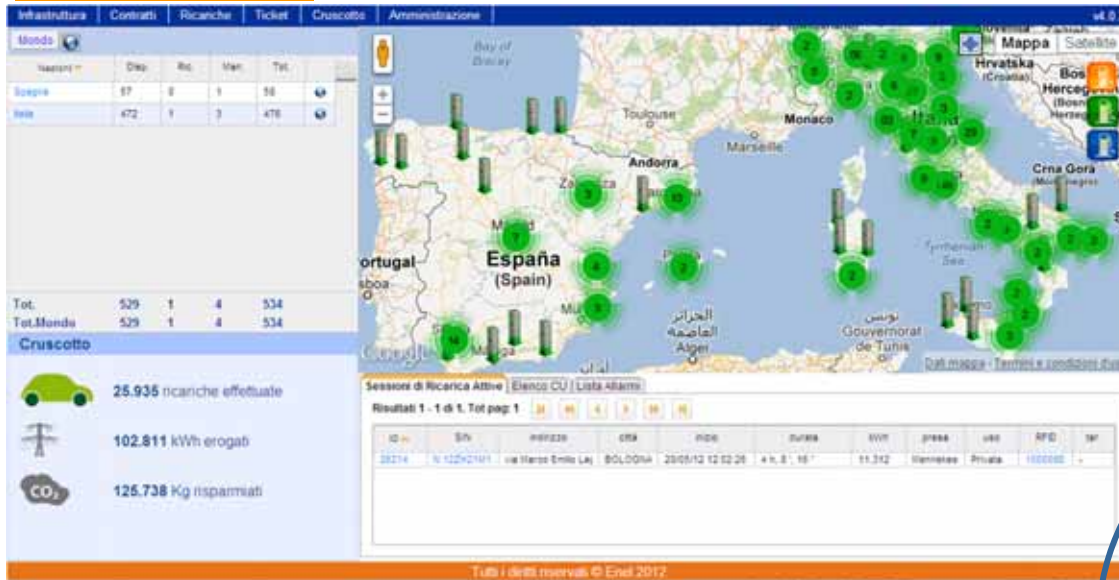 Infrastruttura Contratti Ricariche Ticket Cruscotto Amministrazione v4.0.
Mondo
Nazioni Disp. Ric. Man. Tot.
Spagna 57 0 1 58
Italia 472 1 3 476
Tot. 529 1 4 534
Tot.Mondo 529 1 4 534
Cruscotto
25.935 ricariche effettuate
102.811 kWh erogati
CO₂ 125.738 Kg risparmiati
Bay of
Biscay
Mappa Satellite
Hrvatska
(Croatia)
Toulouse
Monaco
Marseille
Andorra
Crna Gora
España
(Spain)
Tyrrhenian
Sea
الجزائر
العاصمة
Alger
تونس
Gouvernorat
de Tunis
Dati mappa - Termini e condizioni d'uso
Sessioni di Ricarica Attive Elenco CU Lista Allarmi
Risultati 1 - 1 di 1. Tot pag: 1
ID S/N indirizzo città inizio durata kWh presa uso RFID
BOLOGNA 11.312 Mennekes Privata
Tutti i diritti riservati © Enel 2012